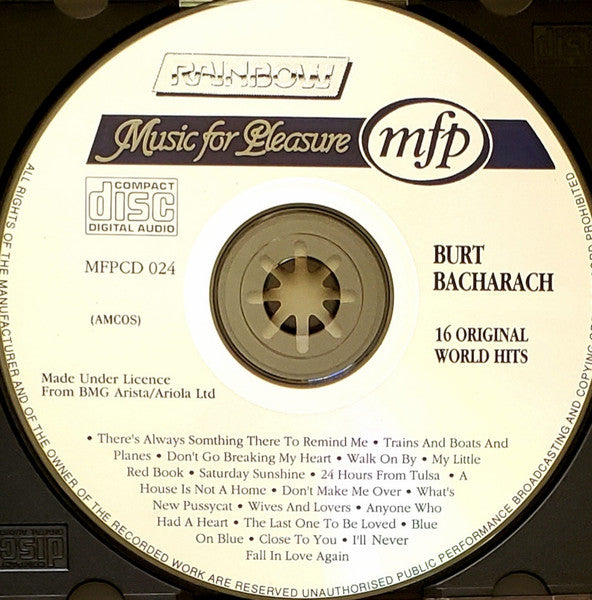 RAINBOW
Music for Pleasure mfp
COMPACT
disc
DIGITAL AUDIO
MFPCD 024
BURT
BACHARACH
(AMCOS)
16 ORIGINAL
WORLD HITS
Made Under Licence
From BMG Arista/Ariola Ltd
• There's Always Somthing There To Remind Me • Trains And Boats And
Planes • Don't Go Breaking My Heart • Walk On By • My Little
Red Book • Saturday Sunshine • 24 Hours From Tulsa • A
House Is Not A Home • Don't Make Me Over • What's
New Pussycat • Wives And Lovers • Anyone Who
Had A Heart • The Last One To Be Loved • Blue
On Blue • Close To You • I'll Never
Fall In Love Again
ALL RIGHTS OF THE MANUFACTURER AND OF THE OWNER OF THE RECORDED WORK ARE RESERVED UNAUTHORISED PUBLIC PERFORMANCE BROADCASTING AND COPYING PROHIBITED
disc
DIGITAL AUDIO